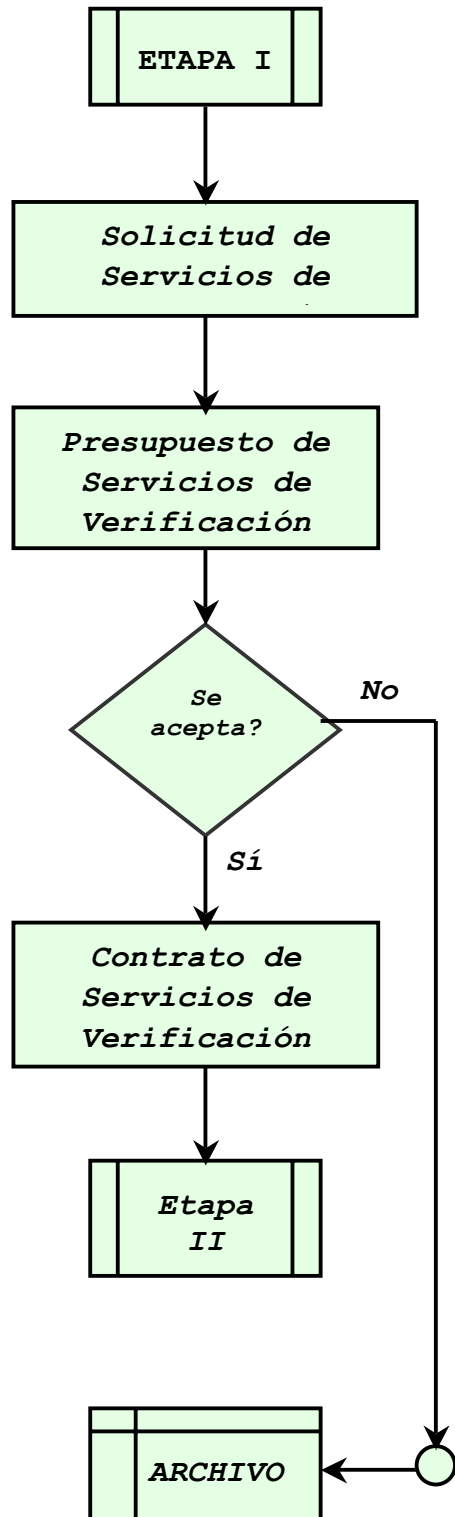 ETAPA I
Solicitud de
Servicios de
Presupuesto de
Servicios de
Verificación
Se
acepta?
No
Sí
Contrato de
Servicios de
Verificación
Etapa
II
ARCHIVO